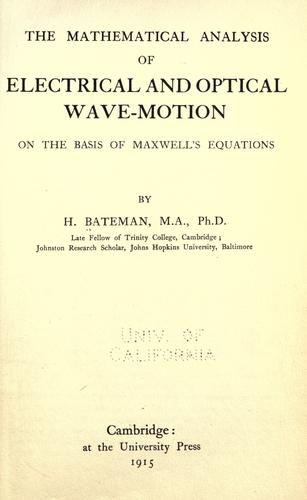 THE MATHEMATICAL ANALYSIS
OF
ELECTRICAL AND OPTICAL
WAVE-MOTION
ON THE BASIS OF MAXWELL'S EQUATIONS
BY
H. BATEMAN, M.A., Ph.D.
Late Fellow of Trinity College, Cambridge;
Johnston Research Scholar, Johns Hopkins University, Baltimore
UNIV. OF
CALIFORNIA
Cambridge:
at the University Press
1915